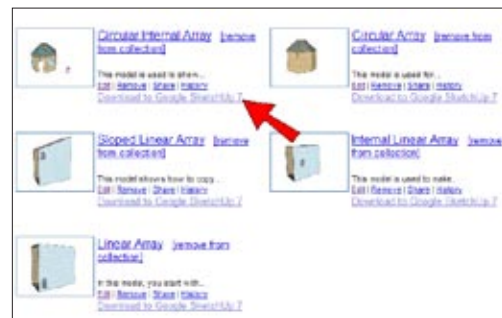 Circular Internal Array [remove
from collection]
This model is used to show...
Edit | Remove | Share | History
Download to Google SketchUp 7
Circular Array [remove from
collection]
This model is used for...
Edit | Remove | Share | History
Download to Google SketchUp 7
Sloped Linear Array [remove
from collection]
This model shows how to copy...
Edit | Remove | Share | History
Download to Google SketchUp 7
Internal Linear Array [remove
from collection]
This model is used to make...
Edit | Remove | Share | History
Download to Google SketchUp 7
Linear Array [remove from
collection]
In this model, you start with...
Edit | Remove | Share | History
Download to Google SketchUp 7